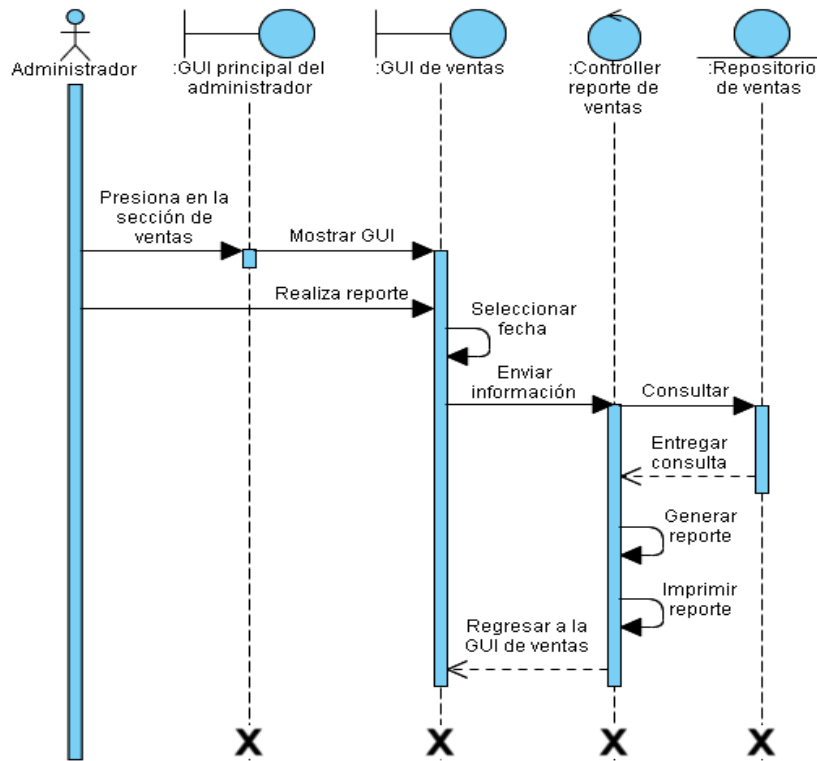 Administrador
:GUI principal del
administrador
:GUI de ventas
:Controller
reporte de
ventas
:Repositorio
de ventas
Presiona en la
sección de
ventas
Mostrar GUI
Realiza reporte
Seleccionar
fecha
Enviar
información
Consultar
Entregar
consulta
Generar
reporte
Imprimir
reporte
Regresar a la
GUI de ventas